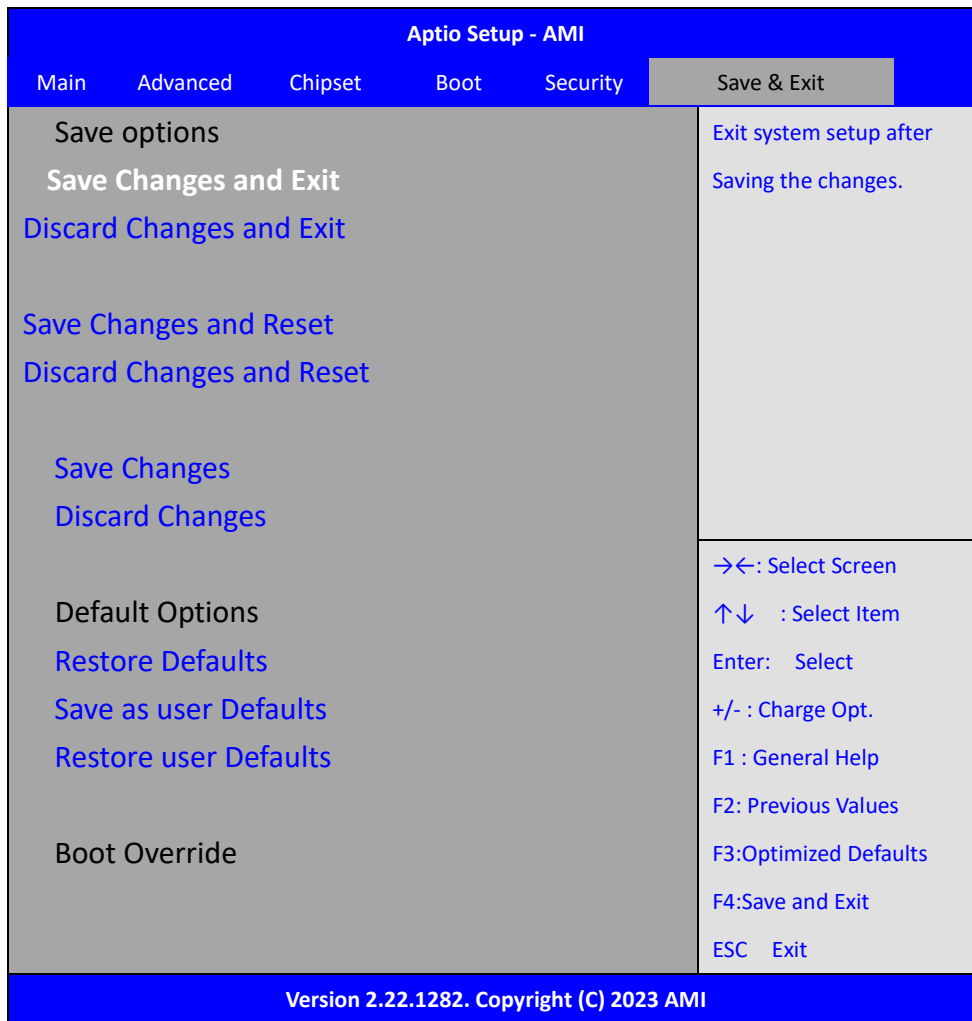 Aptio Setup - AMI
Main Advanced Chipset Boot Security Save & Exit
Save options
Save Changes and Exit
Discard Changes and Exit
Save Changes and Reset
Discard Changes and Reset
Save Changes
Discard Changes
Default Options
Restore Defaults
Save as user Defaults
Restore user Defaults
Boot Override
Exit system setup after
Saving the changes.
→←: Select Screen
↑↓ : Select Item
Enter: Select
+/- : Charge Opt.
F1 : General Help
F2: Previous Values
F3:Optimized Defaults
F4:Save and Exit
ESC Exit
Version 2.22.1282. Copyright (C) 2023 AMI